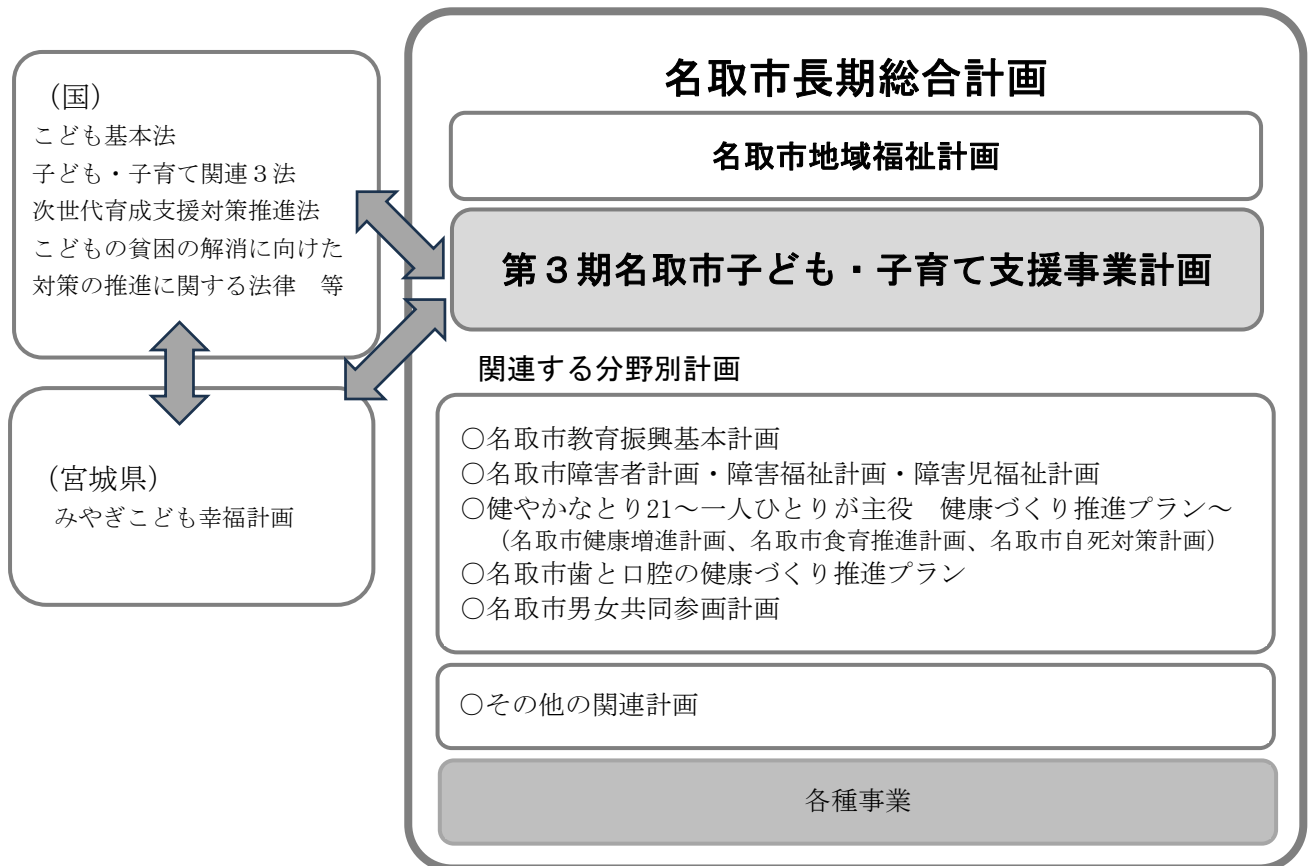 （国）
こども基本法
子ども・子育て関連３法
次世代育成支援対策推進法
こどもの貧困の解消に向けた
対策の推進に関する法律　等
（宮城県）
みやぎこども幸福計画
名取市長期総合計画
名取市地域福祉計画
第３期名取市子ども・子育て支援事業計画
関連する分野別計画
○名取市教育振興基本計画
○名取市障害者計画・障害福祉計画・障害児福祉計画
○健やかなとり21～一人ひとりが主役　健康づくり推進プラン～
（名取市健康増進計画、名取市食育推進計画、名取市自死対策計画）
○名取市歯と口腔の健康づくり推進プラン
○名取市男女共同参画計画
○その他の関連計画
各種事業